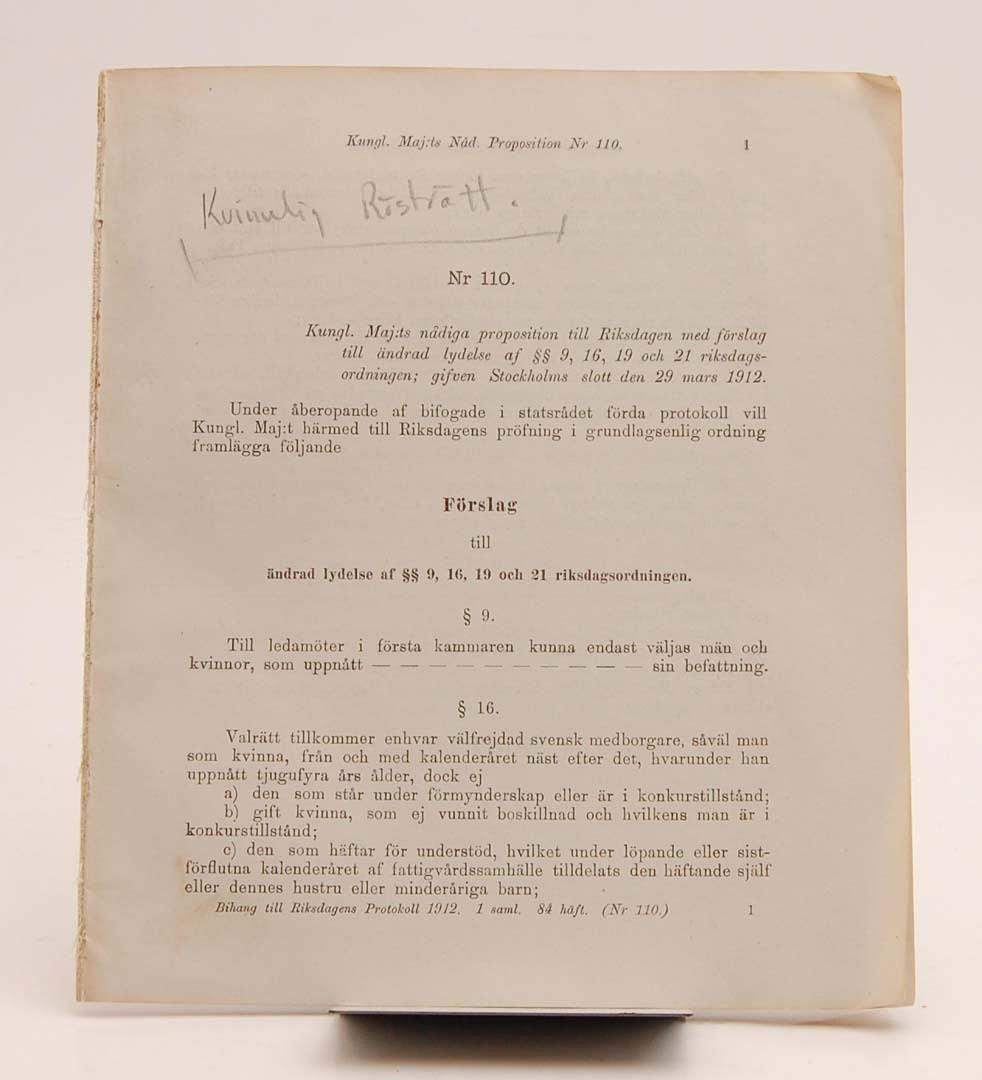 Kungl. Maj:ts Nåd. Proposition Nr 110. 1
Kvinnlig Rösträtt.
Nr 110.
Kungl. Maj:ts nådiga proposition till Riksdagen med förslag
till ändrad lydelse af §§ 9, 16, 19 och 21 riksdags-
ordningen; gifven Stockholms slott den 29 mars 1912.
Under åberopande af bifogade i statsrådet förda protokoll vill
Kungl. Maj:t härmed till Riksdagens pröfning i grundlagsenlig ordning
framlägga följande
Förslag
till
ändrad lydelse af §§ 9, 16, 19 och 21 riksdagsordningen.
§ 9.
Till ledamöter i första kammaren kunna endast väljas män och
kvinnor, som uppnått — — — — — — — — — — sin befattning.
§ 16.
Valrätt tillkommer enhvar välfrejdad svensk medborgare, såväl man
som kvinna, från och med kalenderåret näst efter det, hvarunder han
uppnått tjugufyra års ålder, dock ej
a) den som står under förmynderskap eller är i konkurstillstånd;
b) gift kvinna, som ej vunnit boskillnad och hvilkens man är i
konkurstillstånd;
c) den som häftar för understöd, hvilket under löpande eller sist-
förflutna kalenderåret af fattigvårdssamhälle tilldelats den häftande själf
eller dennes hustru eller minderåriga barn;
Bihang till Riksdagens Protokoll 1912. 1 saml. 84 häft. (Nr 110.) 1